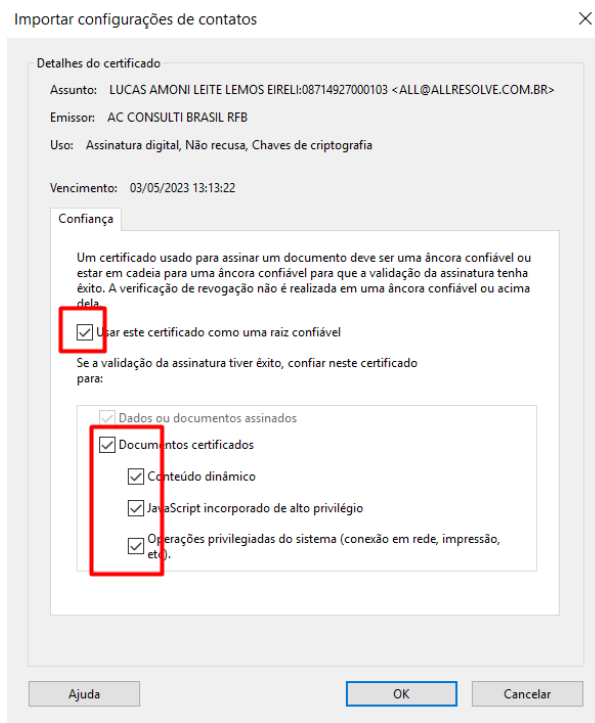 Importar configurações de contatos
Detalhes do certificado
Assunto: LUCAS AMONI LEITE LEMOS EIRELI:08714927000103 <ALL@ALLRESOLVE.COM.BR>
Emissor: AC CONSULTI BRASIL RFB
Uso: Assinatura digital, Não recusa, Chaves de criptografia
Vencimento: 03/05/2023 13:13:22
Confiança
Um certificado usado para assinar um documento deve ser uma âncora confiável ou
estar em cadeia para uma âncora confiável para que a validação da assinatura tenha
êxito. A verificação de revogação não é realizada em uma âncora confiável ou acima
dela.
Usar este certificado como uma raiz confiável
Se a validação da assinatura tiver êxito, confiar neste certificado
para:
Dados ou documentos assinados
Documentos certificados
Conteúdo dinâmico
JavaScript incorporado de alto privilégio
Operações privilegiadas do sistema (conexão em rede, impressão,
etc).
Ajuda OK Cancelar